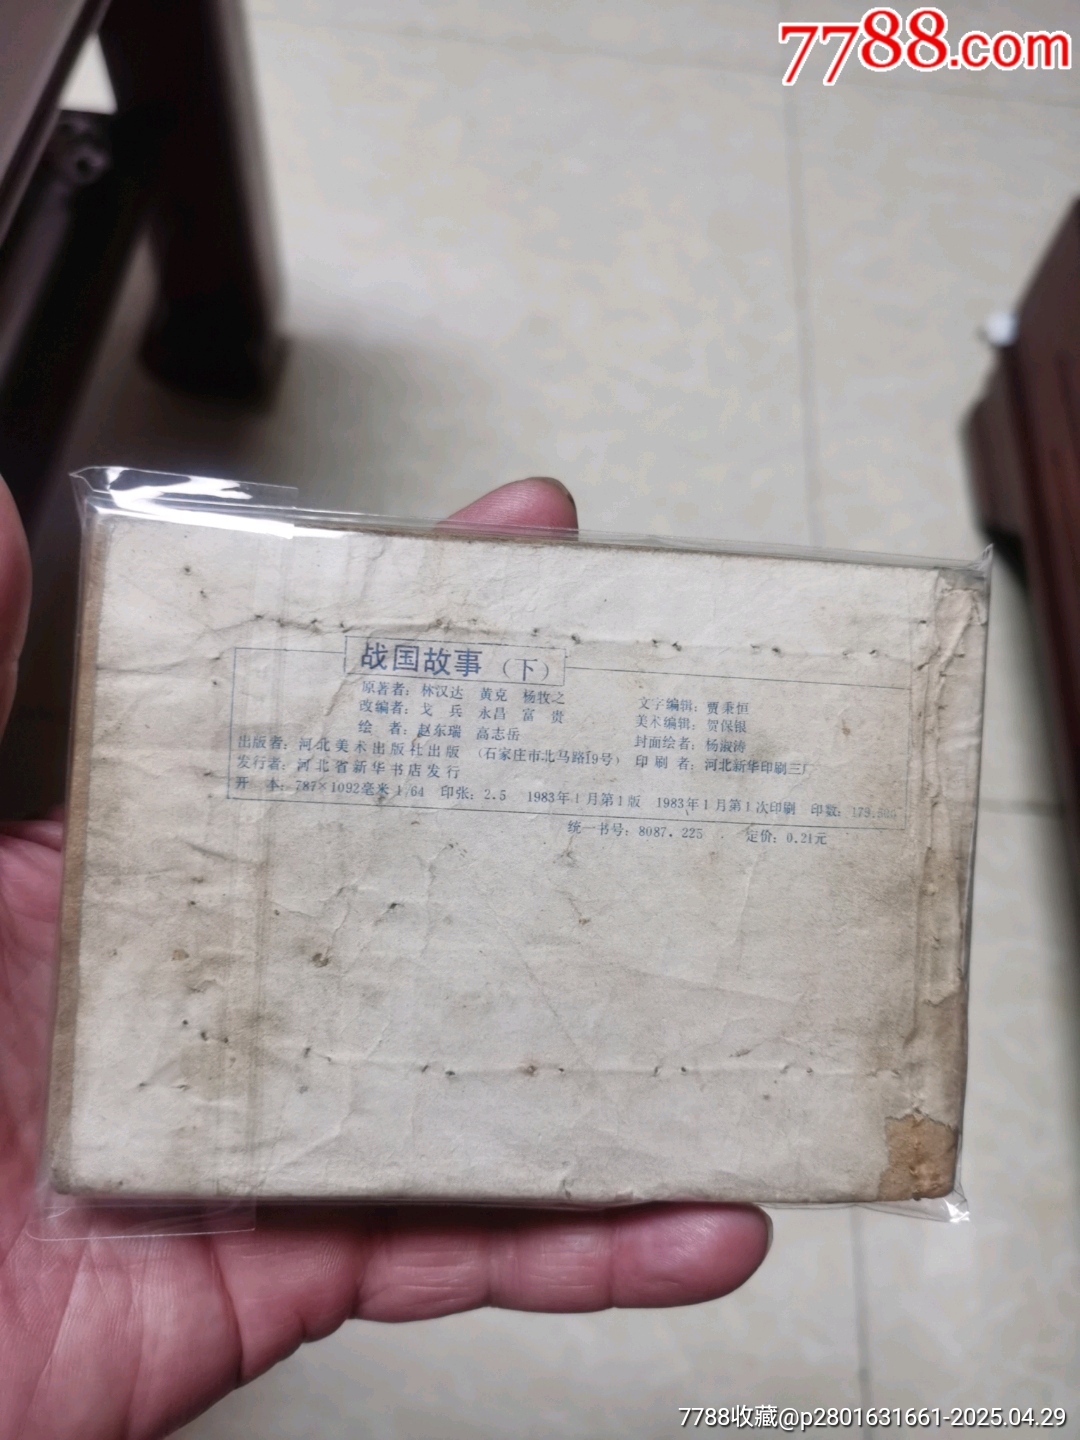 7788.com
战国故事（下）
原著者：林汉达 黄克 杨牧之
文字编辑：贾秉恒
改编者：戈兵 永昌 富贵
美术编辑：贺保银
绘者：赵东瑞 高志岳
封面绘者：杨淑涛
出版者：河北美术出版社出版（石家庄市北马路19号）
印刷者：河北新华印刷三厂
发行者：河北省新华书店发行
开本：787×1092毫米 1/64 印张：2.5 1983年1月第1版 1983年1月第1次印刷 印数：
统一书号：8087.225 定价：0.21元
7788收藏@p2801631661-2025.04.29